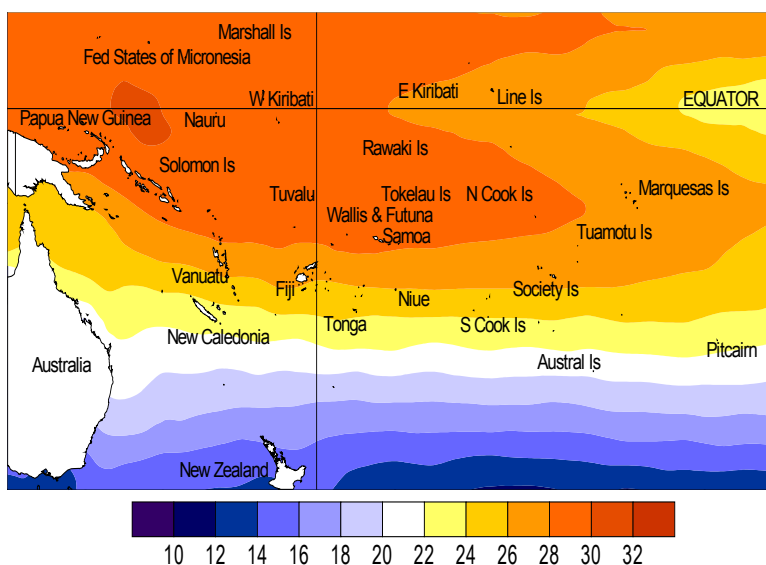 Marshall Is
Fed States of Micronesia
W Kiribati
E Kiribati
Line Is
EQUATOR
Papua New Guinea
Nauru
Rawaki Is
Solomon Is
Tuvalu
Tokelau Is
N Cook Is
Marquesas Is
Wallis & Futuna
Samoa
Tuamotu Is
Vanuatu
Fiji
Niue
Society Is
New Caledonia
Tonga
S Cook Is
Pitcairn
Australia
Austral Is
New Zealand
10 12 14 16 18 20 22 24 26 28 30 32